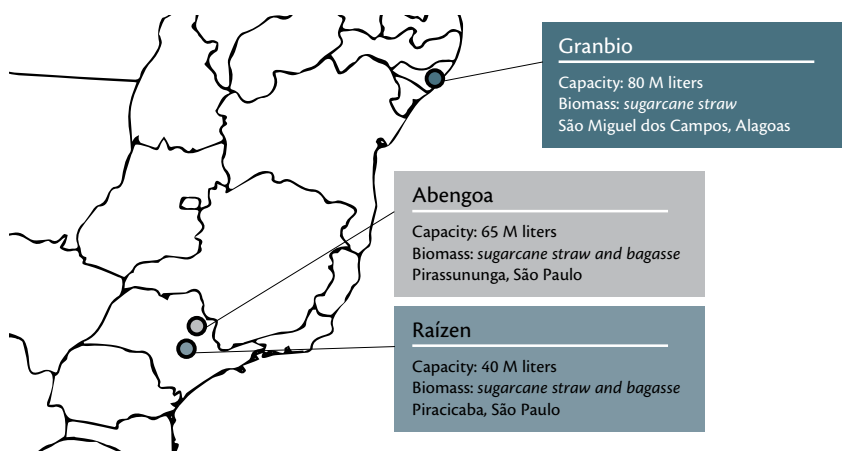 Granbio
Capacity: 80 M liters
Biomass: sugarcane straw
São Miguel dos Campos, Alagoas
Abengoa
Capacity: 65 M liters
Biomass: sugarcane straw and bagasse
Pirassununga, São Paulo
Raízen
Capacity: 40 M liters
Biomass: sugarcane straw and bagasse
Piracicaba, São Paulo